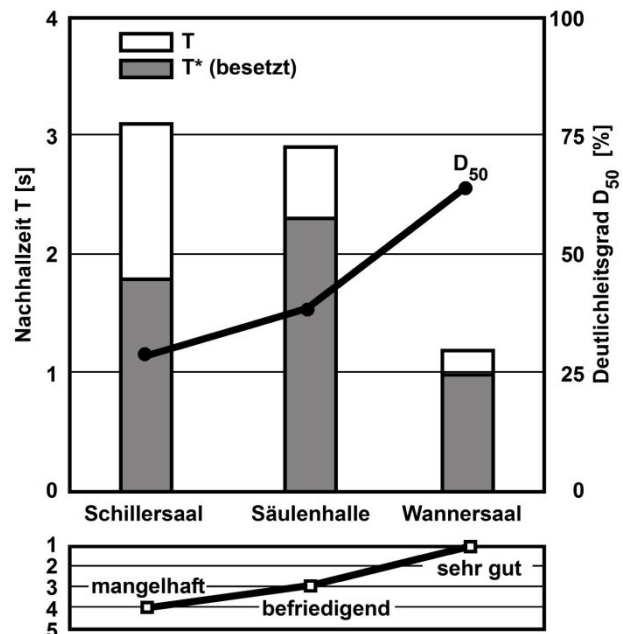 4
3
2
1
0
Nachhallzeit T [s]
T
T* (besetzt)
D50
100
75
50
25
0
Deutlichleitsgrad D50 [%]
Schillersaal Säulenhalle Wannersaal
1
2
3
4
5
mangelhaft
befriedigend
sehr gut